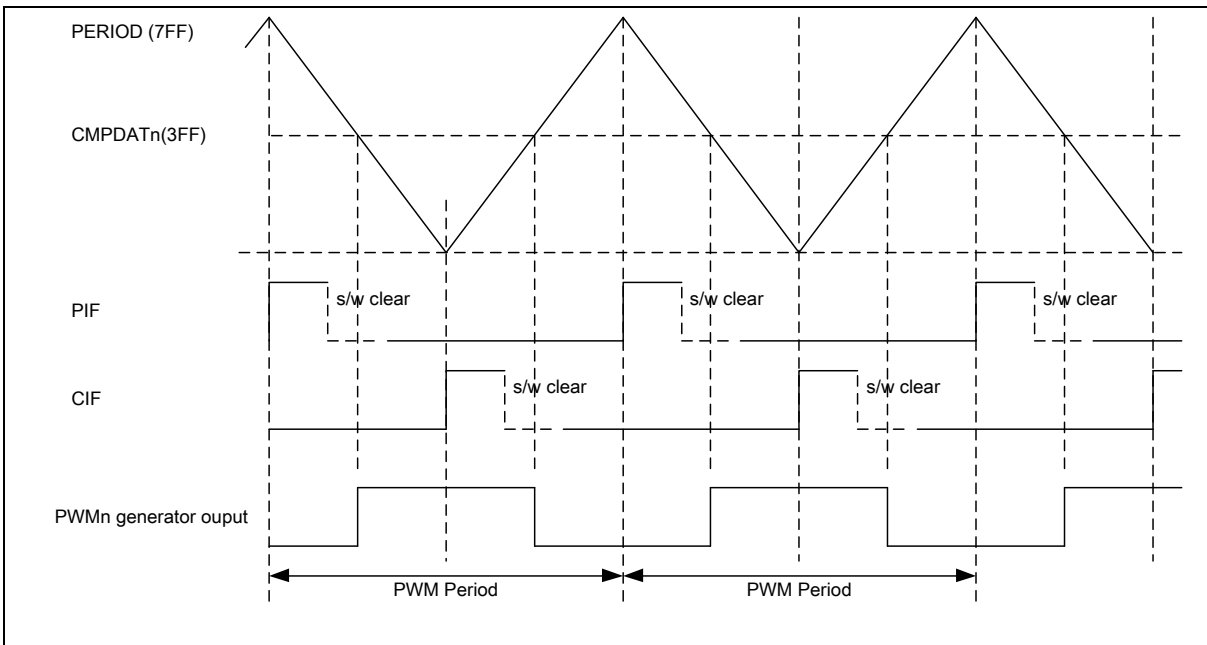 PERIOD (7FF)
CMPDATn(3FF)
PIF
s/w clear
s/w clear
s/w clear
CIF
s/w clear
s/w clear
PWMn generator ouput
PWM Period
PWM Period